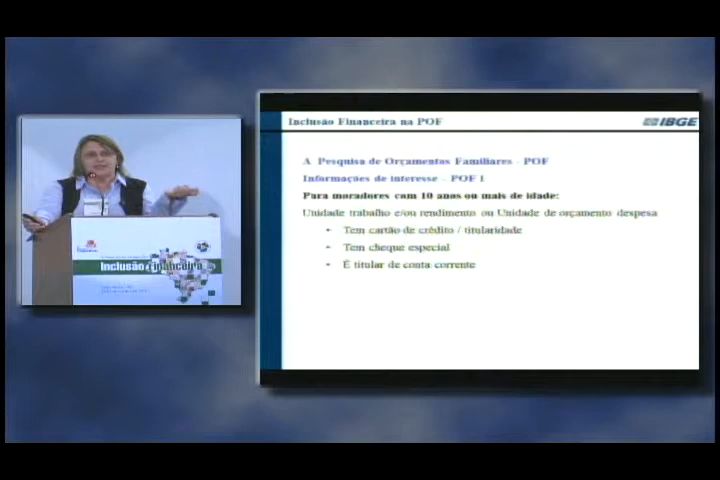 Inclusão Financeira na POF
IBGE
A Pesquisa de Orçamentos Familiares - POF
Informações de interesse - POF 1
Para moradores com 10 anos ou mais de idade:
Unidade trabalho e/ou rendimento ou Unidade de orçamento despesa
- Tem cartão de crédito / titularidade
- Tem cheque especial
- É titular de conta corrente
Inclusão Financeira